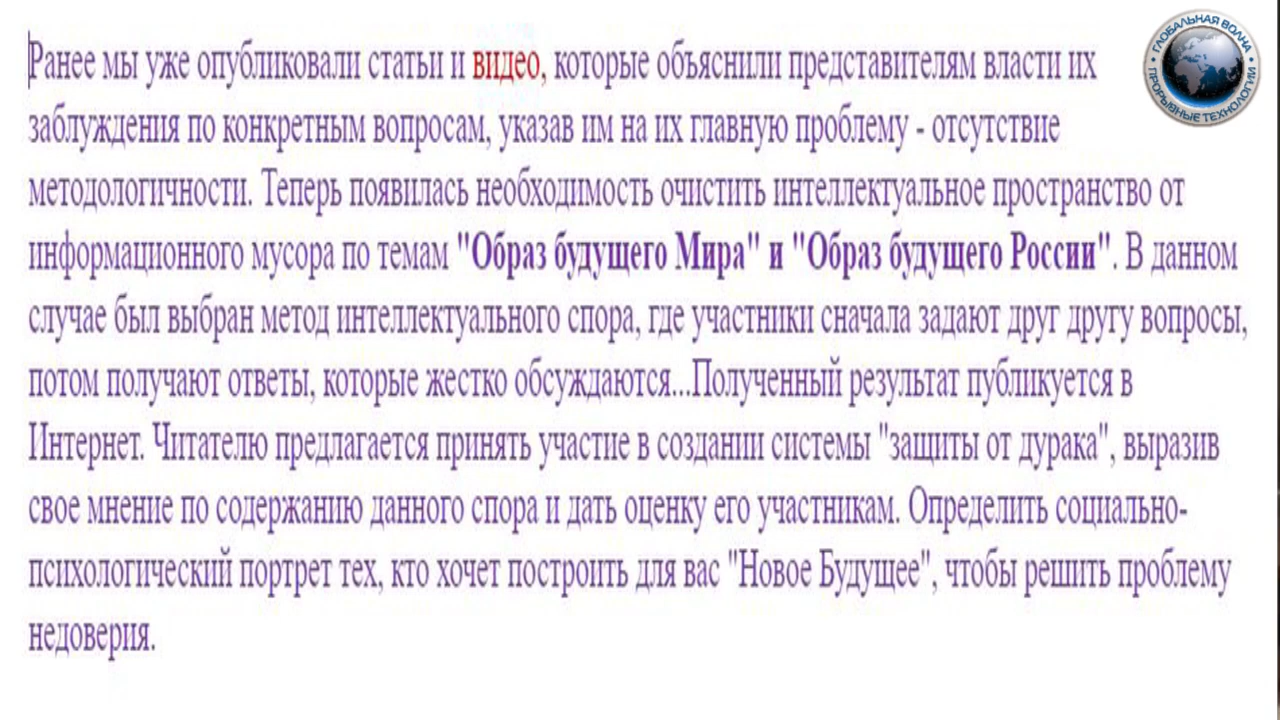 Ранее мы уже опубликовали статьи и видео, которые объяснили представителям власти их
заблуждения по конкретным вопросам, указав им на их главную проблему - отсутствие
методологичности. Теперь появилась необходимость очистить интеллектуальное пространство от
информационного мусора по темам "Образ будущего Мира" и "Образ будущего России". В данном
случае был выбран метод интеллектуального спора, где участники сначала задают друг другу вопросы,
потом получают ответы, которые жестко обсуждаются...Полученный результат публикуется в
Интернет. Читателю предлагается принять участие в создании системы "защиты от дурака", выразив
свое мнение по содержанию данного спора и дать оценку его участникам. Определить социально-
психологический портрет тех, кто хочет построить для вас "Новое Будущее", чтобы решить проблему
недоверия.
ГЛОБАЛЬНАЯ ВОЛНА
ПРОРЫВНЫЕ ТЕХНОЛОГИИ